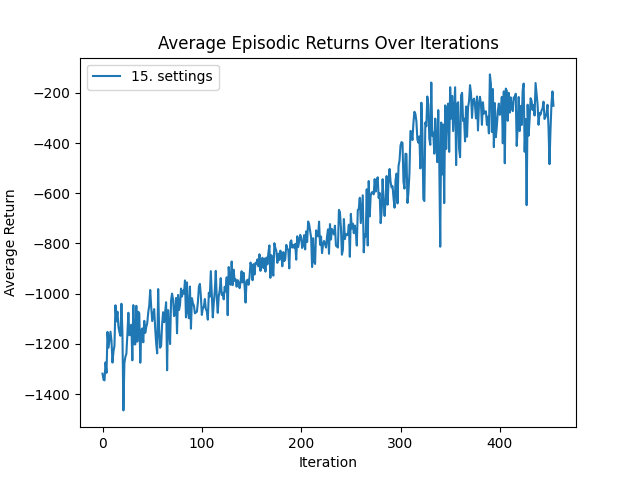 Average Episodic Returns Over Iterations
15. settings
Average Return
−200
−400
−600
−800
−1000
−1200
−1400
0 100 200 300 400
Iteration